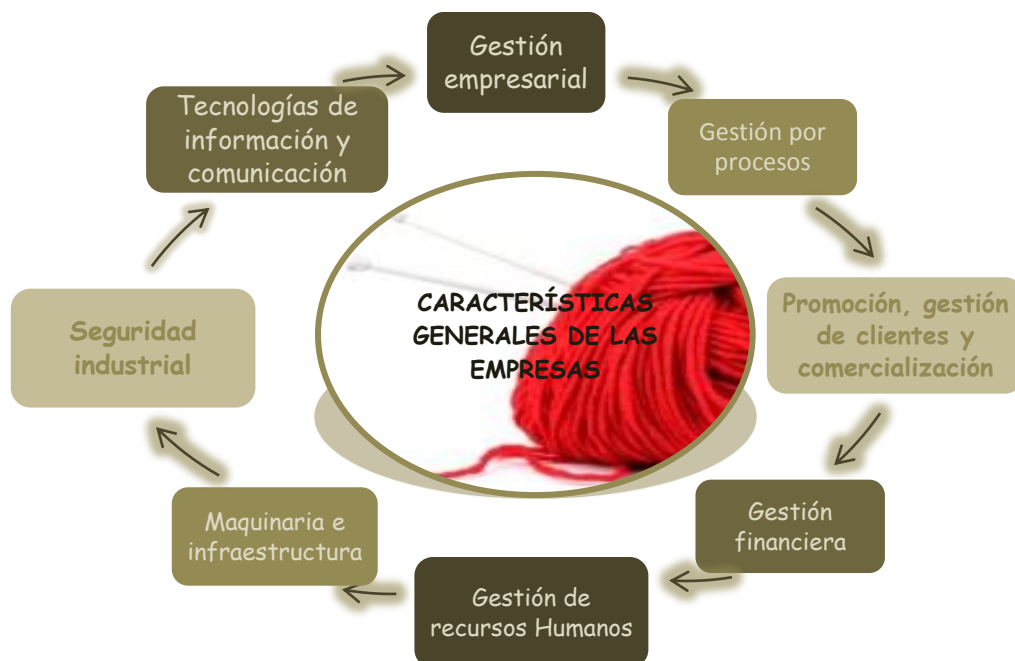 Gestión
empresarial
Gestión por
procesos
Promoción, gestión
de clientes y
comercialización
Gestión
financiera
Gestión de
recursos Humanos
Maquinaria e
infraestructura
Seguridad
industrial
Tecnologías de
información y
comunicación
CARACTERÍSTICAS
GENERALES DE LAS
EMPRESAS